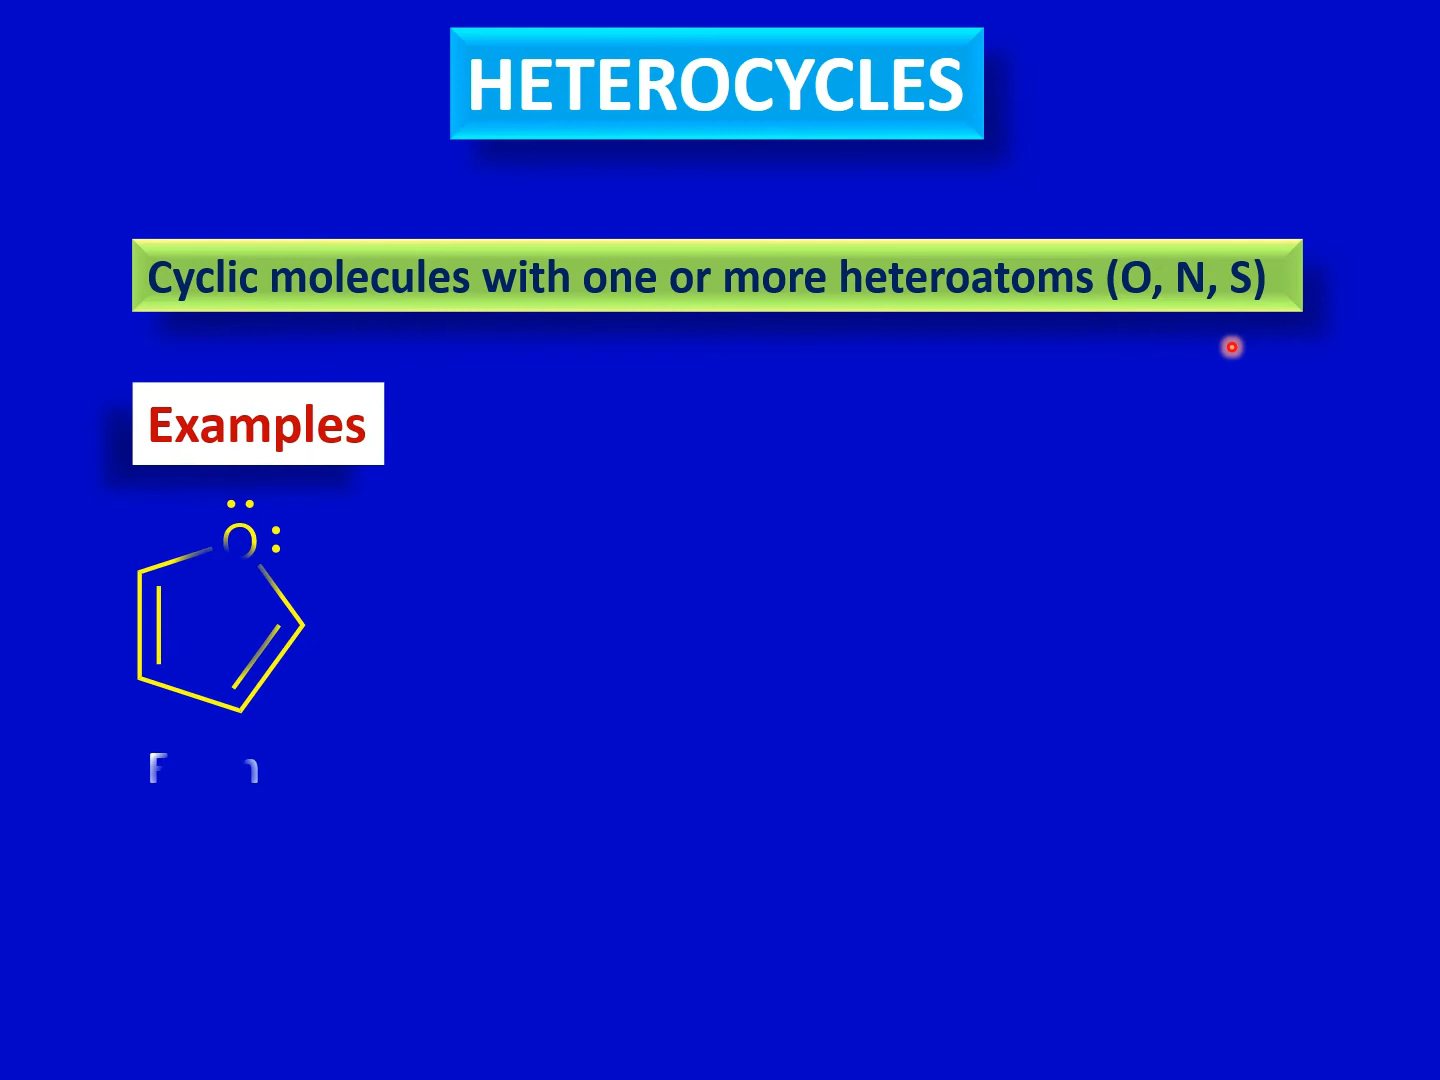 HETEROCYCLES
Cyclic molecules with one or more heteroatoms (O, N, S)
Examples
O